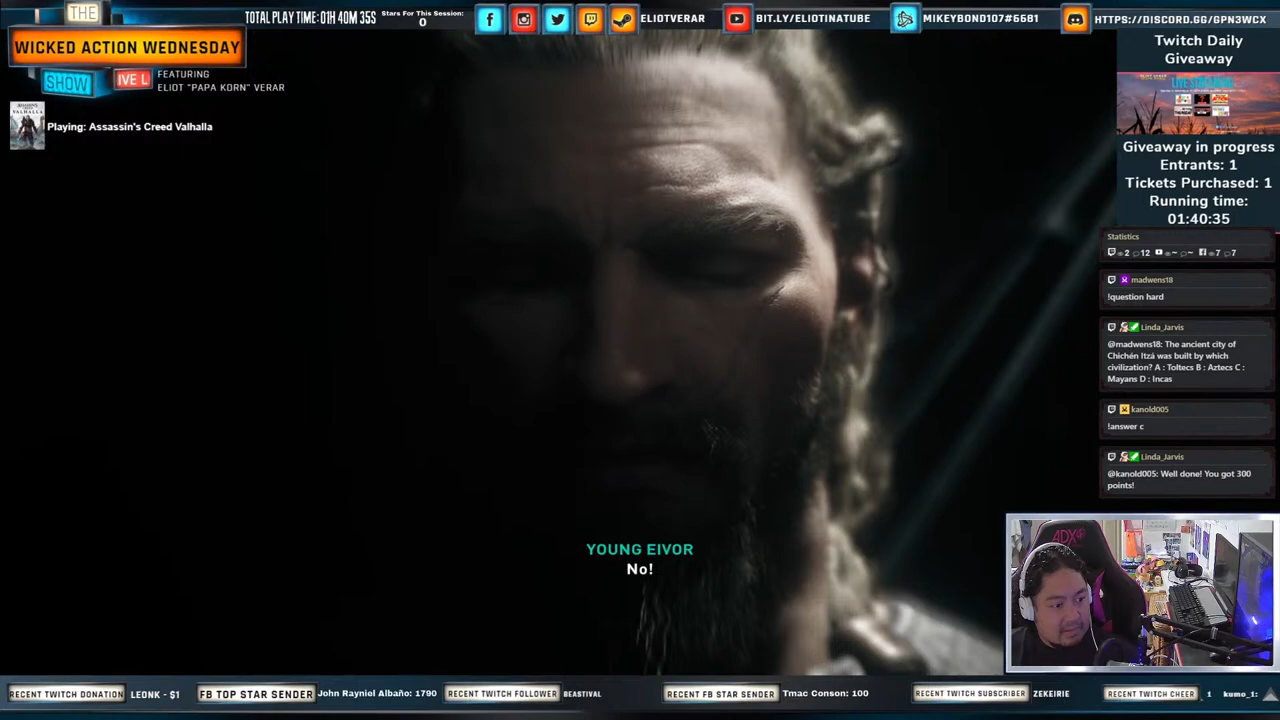 THE
WICKED ACTION WEDNESDAY
SHOW
IVE L
FEATURING
ELIOT "PAPA KORN" VERAR
Playing: Assassin's Creed Valhalla
TOTAL PLAY TIME: 01H 40M 35S
Stars For This Session:
0
ELIOTVERAR
BIT.LY/ELIOTINATUBE
MIKEYBOND107#6681
Twitch Daily
Giveaway
Giveaway in progress
Entrants: 1
Tickets Purchased: 1
Running time:
01:40:35
Statistics
2 12 ~ ~ 7 7
madwens18
!question hard
Linda_Jarvis
@madwens18: The ancient city of
Chichén Itzá was built by which
civilization? A : Toltecs B : Aztecs C :
Mayans D : Incas
kanold005
!answer c
Linda_Jarvis
@kanold005: Well done! You got 300
points!
YOUNG EIVOR
No!
RECENT TWITCH DONATION
LEONK - $1
FB TOP STAR SENDER
John Rayniel Albaño: 1790
RECENT TWITCH FOLLOWER
BEASTIVAL
RECENT FB STAR SENDER
Tmac Conson: 100
RECENT TWITCH SUBSCRIBER
ZEKEIRIE
RECENT TWITCH CHEER
1 kumo_1: